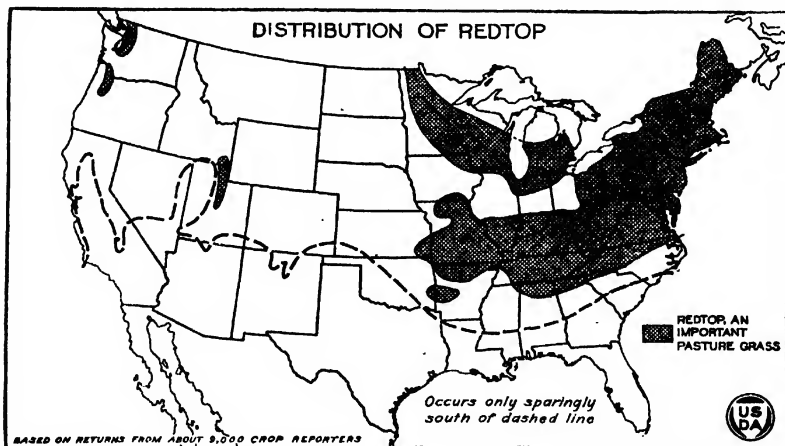 DISTRIBUTION OF REDTOP
REDTOP, AN
IMPORTANT
PASTURE GRASS
Occurs only sparingly
south of dashed line
US
DA
BASED ON RETURNS FROM ABOUT 9,000 CROP REPORTERS